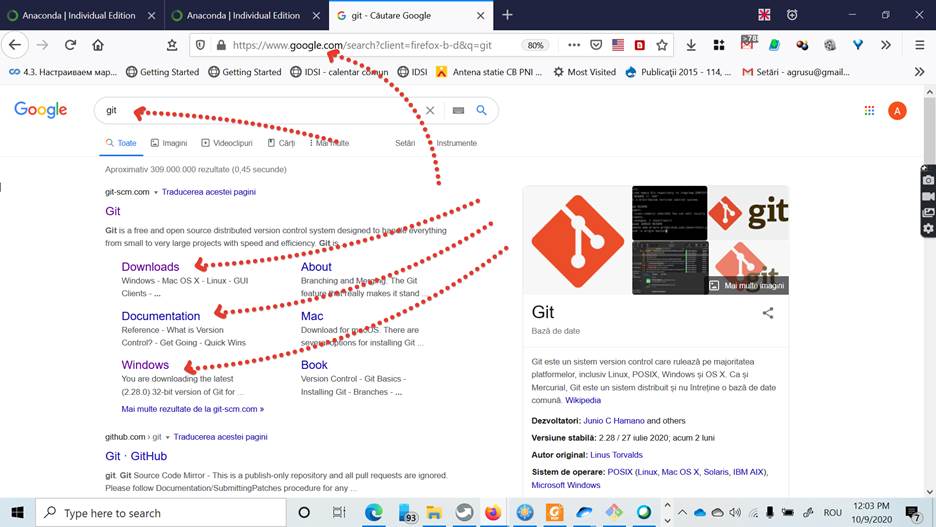 Anaconda | Individual Edition
Anaconda | Individual Edition
git - Căutare Google
https://www.google.com/search?client=firefox-b-d&q=git
80%
4.3. Настраиваем мар...
Getting Started
Getting Started
IDSI - calentar comun
IDSI
Antena statie CB PNI ...
Most Visited
Publicații 2015 - 114, ...
Setări - agrusu@gmail...
Google
git
A
Toate
Imagini
Videoclipuri
Cărți
Mai multe
Setări
Instrumente
Aproximativ 309.000.000 rezultate (0,45 secunde)
git-scm.com ▾ Traducerea acestei pagini
Git
Git is a free and open source distributed version control system designed to handle everything
from small to very large projects with speed and efficiency. Git is
Downloads
Windows - Mac OS X - Linux - GUI
Clients - ...
About
Branching and Merging. The Git
feature that really makes it stand
Documentation
Reference - What is Version
Control? - Get Going - Quick Wins
Mac
Download for macOS. There are
several options for installing Git ...
Windows
You are downloading the latest
(2.28.0) 32-bit version of Git for ...
Book
Version Control - Git Basics -
Installing Git - Branches - ...
Mai multe rezultate de la git-scm.com »
github.com › git ▾ Traducerea acestei pagini
Git · GitHub
git. Git Source Code Mirror - This is a publish-only repository and all pull requests are ignored.
Please follow Documentation/SubmittingPatches procedure for any ...
git
git
Mai multe imagini
Git
Bază de date
Git este un sistem version control care rulează pe majoritatea
platformelor, inclusiv Linux, POSIX, Windows și OS X. Ca și
Mercurial, Git este un sistem distribuit și nu întreține o bază de date
comună. Wikipedia
Dezvoltatori: Junio C Hamano and others
Versiune stabilă: 2.28 / 27 iulie 2020; acum 2 luni
Autor original: Linus Torvalds
Sistem de operare: POSIX (Linux, Mac OS X, Solaris, IBM AIX),
Microsoft Windows
Type here to search
93
ROU
12:03 PM
10/9/2020
7